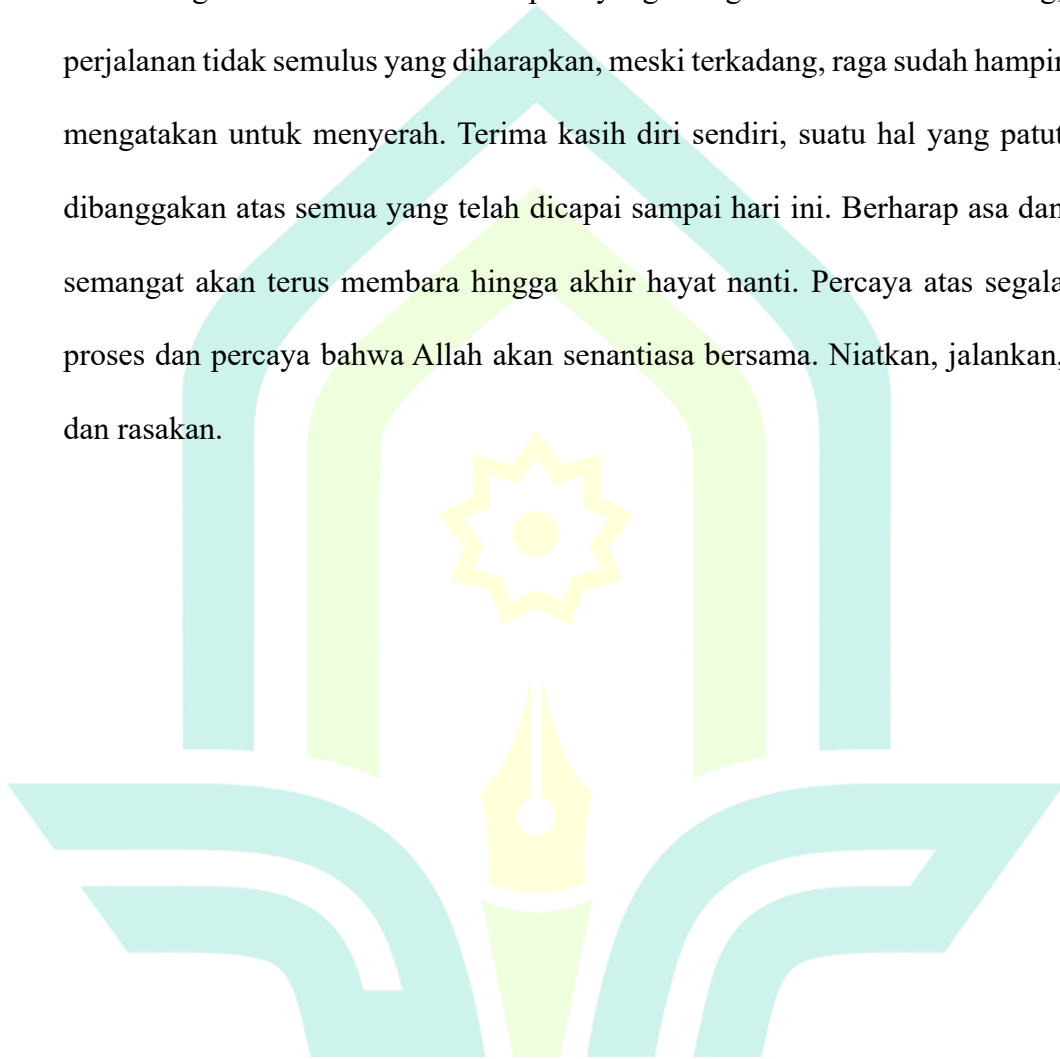 perjalanan tidak semulus yang diharapkan, meski terkadang, raga sudah hampir
mengatakan untuk menyerah. Terima kasih diri sendiri, suatu hal yang patut
dibanggakan atas semua yang telah dicapai sampai hari ini. Berharap asa dan
semangat akan terus membara hingga akhir hayat nanti. Percaya atas segala
proses dan percaya bahwa Allah akan senantiasa bersama. Niatkan, jalankan,
dan rasakan.